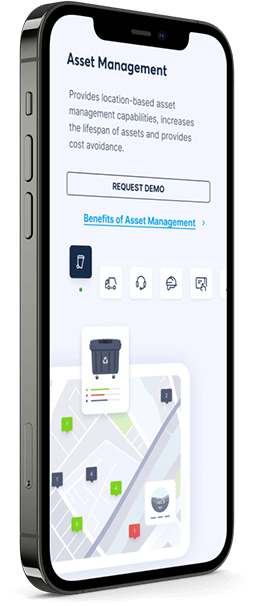 Asset Management
Provides location-based asset
management capabilities, increases
the lifespan of assets and provides
cost avoidance.
REQUEST DEMO
Benefits of Asset Management >